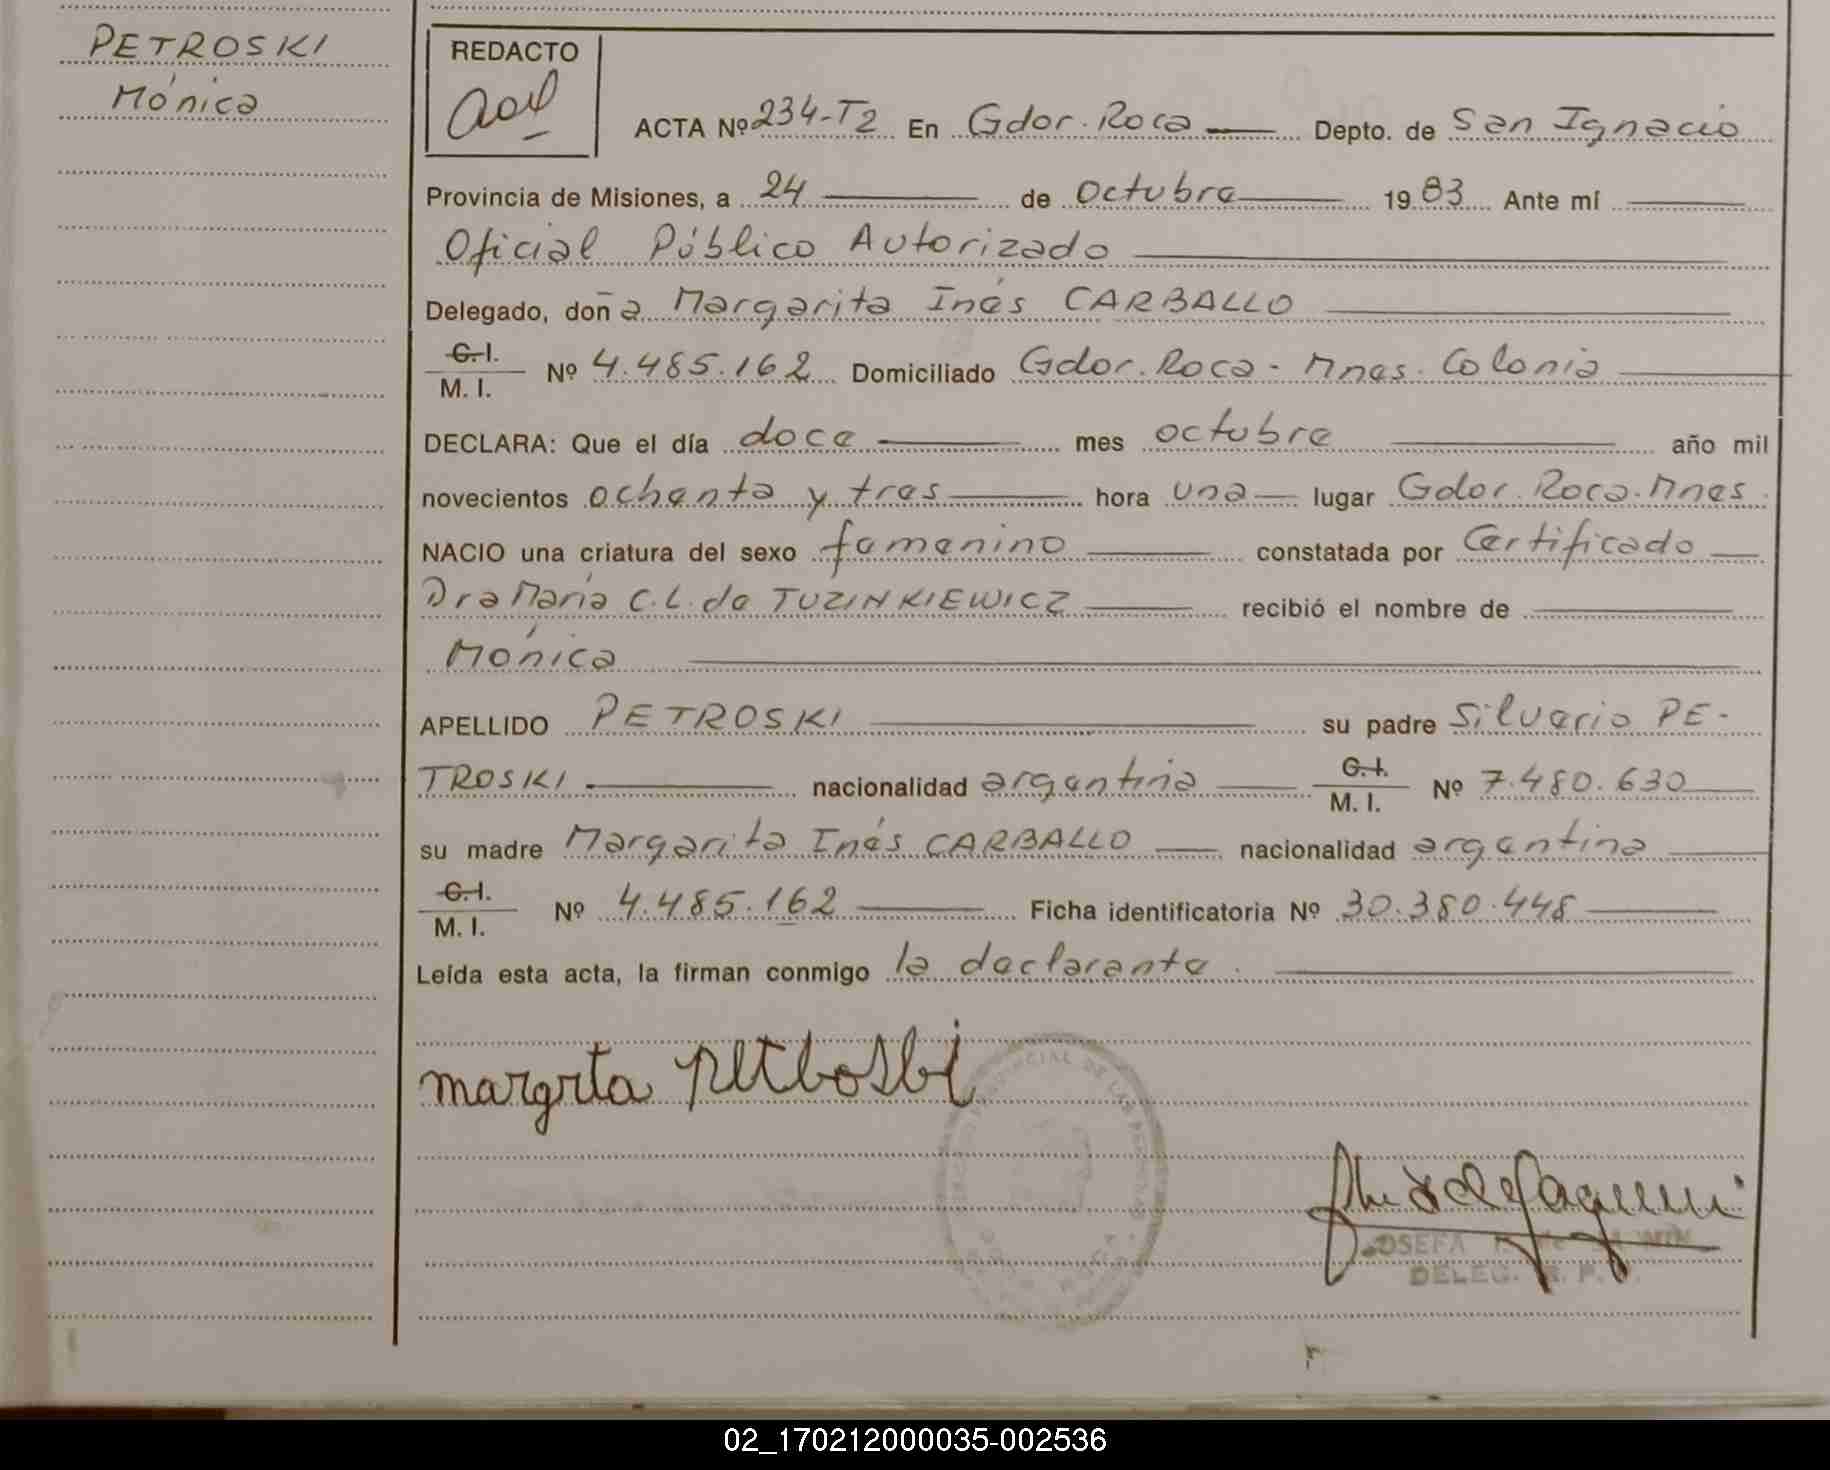 PETROSKI
Mónica
REDACTO
ACTA Nº 234-T2 En Gdor. Roca Depto. de San Ignacio
Provincia de Misiones, a 24 de octubre 1983 Ante mí
Oficial Público Autorizado
Delegado, doña Margarita Inés CARBALLO
C.I.
M. I. Nº 4.485.162 Domiciliado Gdor. Roca - Mnes. Colonia
DECLARA: Que el día doce mes octubre año mil
novecientos ochenta y tres hora una lugar Gdor. Roca. Mnes.
NACIO una criatura del sexo femenino constatada por Certificado
Dra María C.L. de TUZINKIEWICZ recibió el nombre de
Mónica
APELLIDO PETROSKI su padre Silverio PE-
TROSKI nacionalidad argentina C.I. M. I. Nº 7.480.630
su madre Margarita Inés CARBALLO nacionalidad argentina
C.I.
M. I. Nº 4.485.162 Ficha identificatoria Nº 30.380.448
Leída esta acta, la firman conmigo la declarante.
margrta petroski
JOSEFA
DELEG. R. P.
02_170212000035-002536